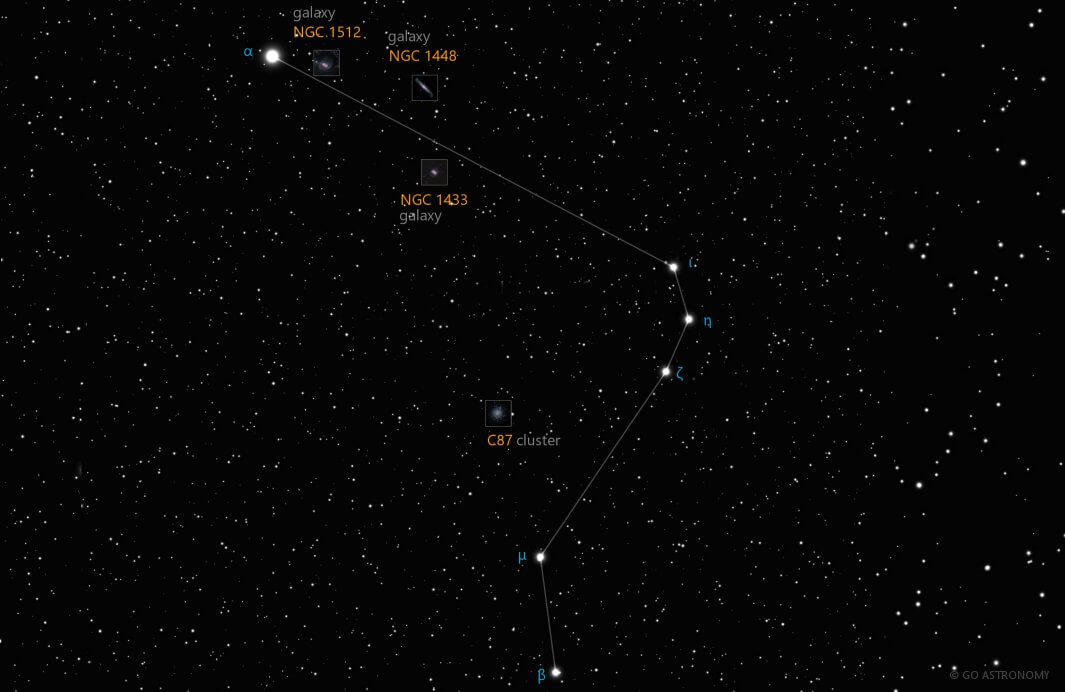 galaxy
NGC 1512
galaxy
NGC 1448
α
NGC 1433
galaxy
ι
η
ζ
C87 cluster
μ
β
© GO ASTRONOMY